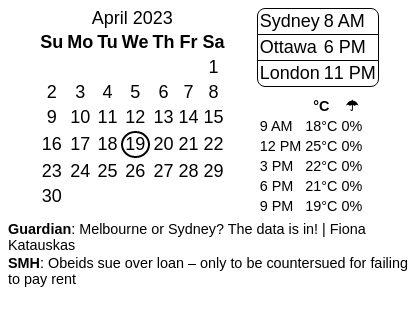 April 2023
Su Mo Tu We Th Fr Sa
1
2 3 4 5 6 7 8
9 10 11 12 13 14 15
16 17 18 19 20 21 22
23 24 25 26 27 28 29
30
Sydney 8 AM
Ottawa 6 PM
London 11 PM
°C ☂
9 AM 18°C 0%
12 PM 25°C 0%
3 PM 22°C 0%
6 PM 21°C 0%
9 PM 19°C 0%
Guardian: Melbourne or Sydney? The data is in! | Fiona
Katauskas
SMH: Obeids sue over loan – only to be countersued for failing
to pay rent